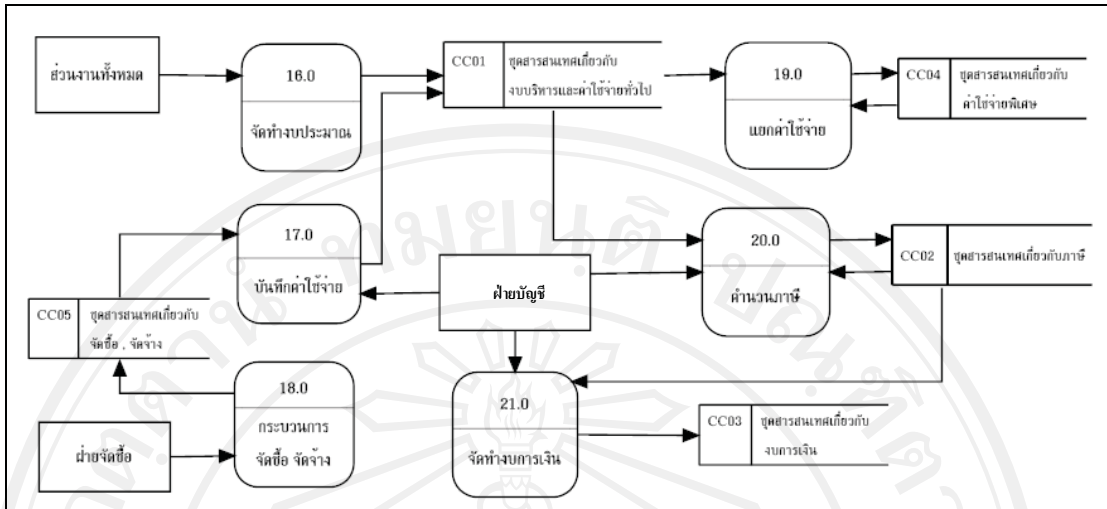 ส่วนงานทั้งหมด
16.0
จัดทำงบประมาณ
CC01
ชุดสารสนเทศเกี่ยวกับ
งบบริหารและค่าใช้จ่ายทั่วไป
19.0
แยกค่าใช้จ่าย
CC04
ชุดสารสนเทศเกี่ยวกับ
ค่าใช้จ่ายพิเศษ
17.0
บันทึกค่าใช้จ่าย
ฝ่ายบัญชี
20.0
คำนวนภาษี
CC02
ชุดสารสนเทศเกี่ยวกับภาษี
CC05
ชุดสารสนเทศเกี่ยวกับ
จัดซื้อ , จัดจ้าง
18.0
กระบวนการ
จัดซื้อ จัดจ้าง
ฝ่ายจัดซื้อ
21.0
จัดทำงบการเงิน
CC03
ชุดสารสนเทศเกี่ยวกับ
งบการเงิน